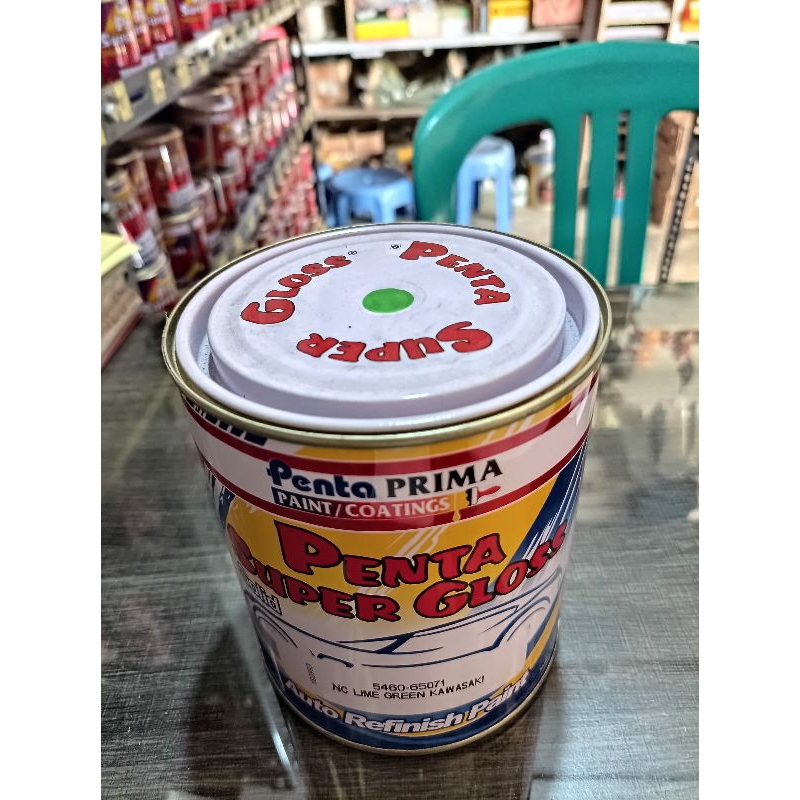 PENTA
SUPER
GLOSS®
®
Penta PRIMA
PAINT/COATINGS
PENTA
SUPER GLOSS
5460-65071
NC LIME GREEN KAWASAKI
Auto Refinish Paint